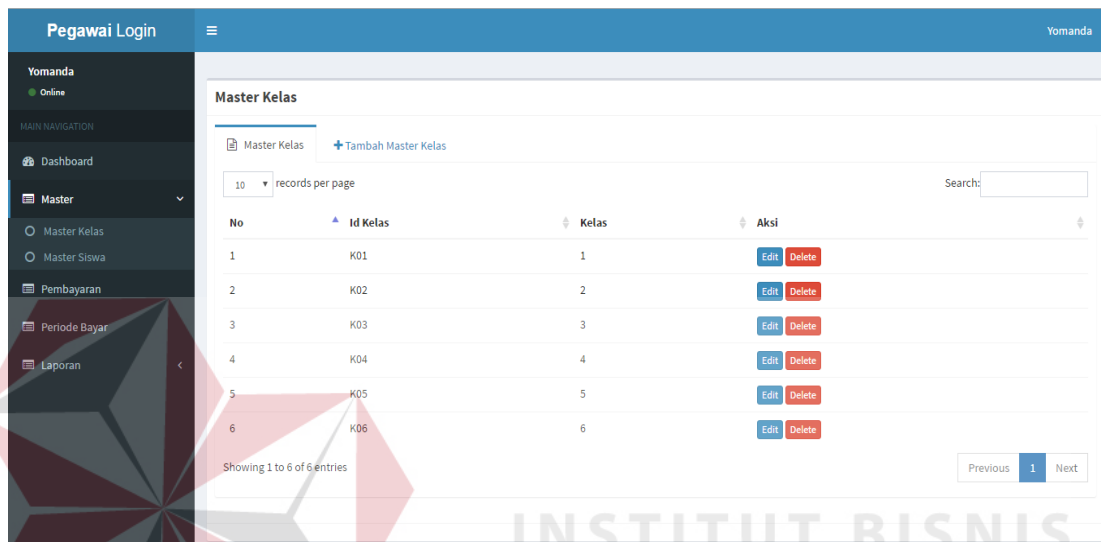 Pegawai Login
Yomanda
Yomanda
Online
MAIN NAVIGATION
Dashboard
Master
Master Kelas
Master Siswa
Pembayaran
Periode Bayar
Laporan
Master Kelas
Master Kelas Tambah Master Kelas
10 records per page Search:
No Id Kelas Kelas Aksi
1 K01 1 Edit Delete
2 K02 2 Edit Delete
3 K03 3 Edit Delete
4 K04 4 Edit Delete
5 K05 5 Edit Delete
6 K06 6 Edit Delete
Showing 1 to 6 of 6 entries Previous 1 Next
INSTITUT BISNIS